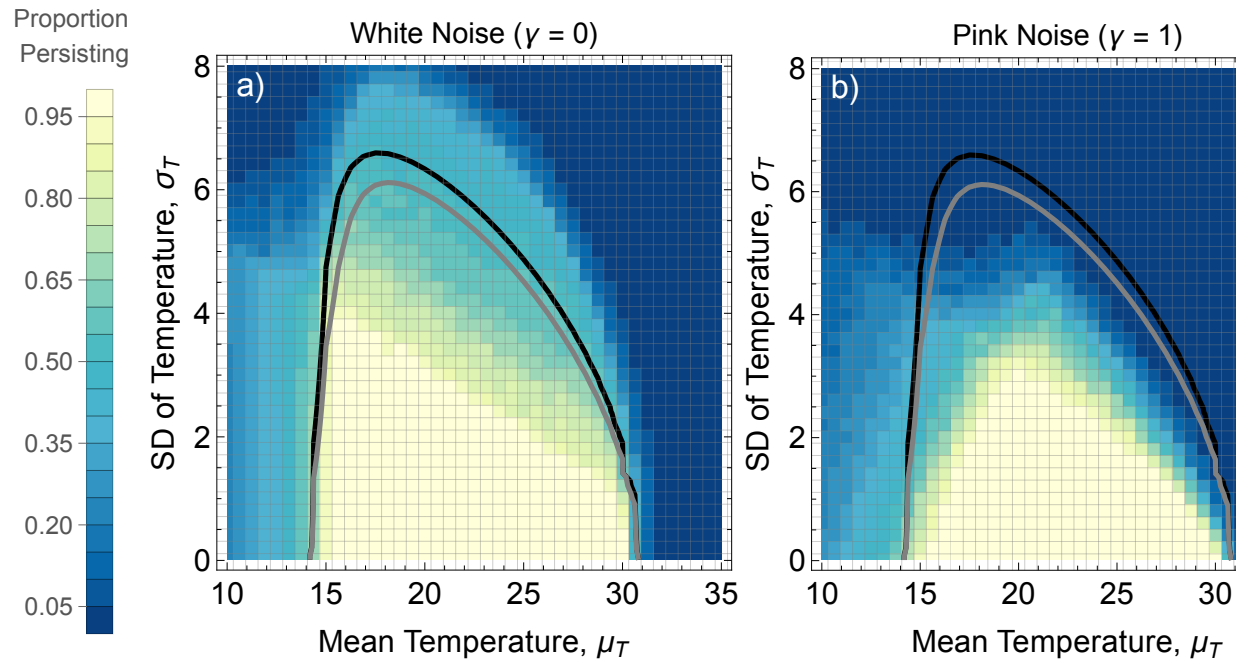 Proportion
Persisting
0.95
0.80
0.65
0.50
0.35
0.20
0.05
White Noise (γ = 0)
a)
SD of Temperature, σT
8
6
4
2
0
10 15 20 25 30 35
Mean Temperature, μT
Pink Noise (γ = 1)
b)
SD of Temperature, σT
8
6
4
2
0
10 15 20 25 30
Mean Temperature, μT